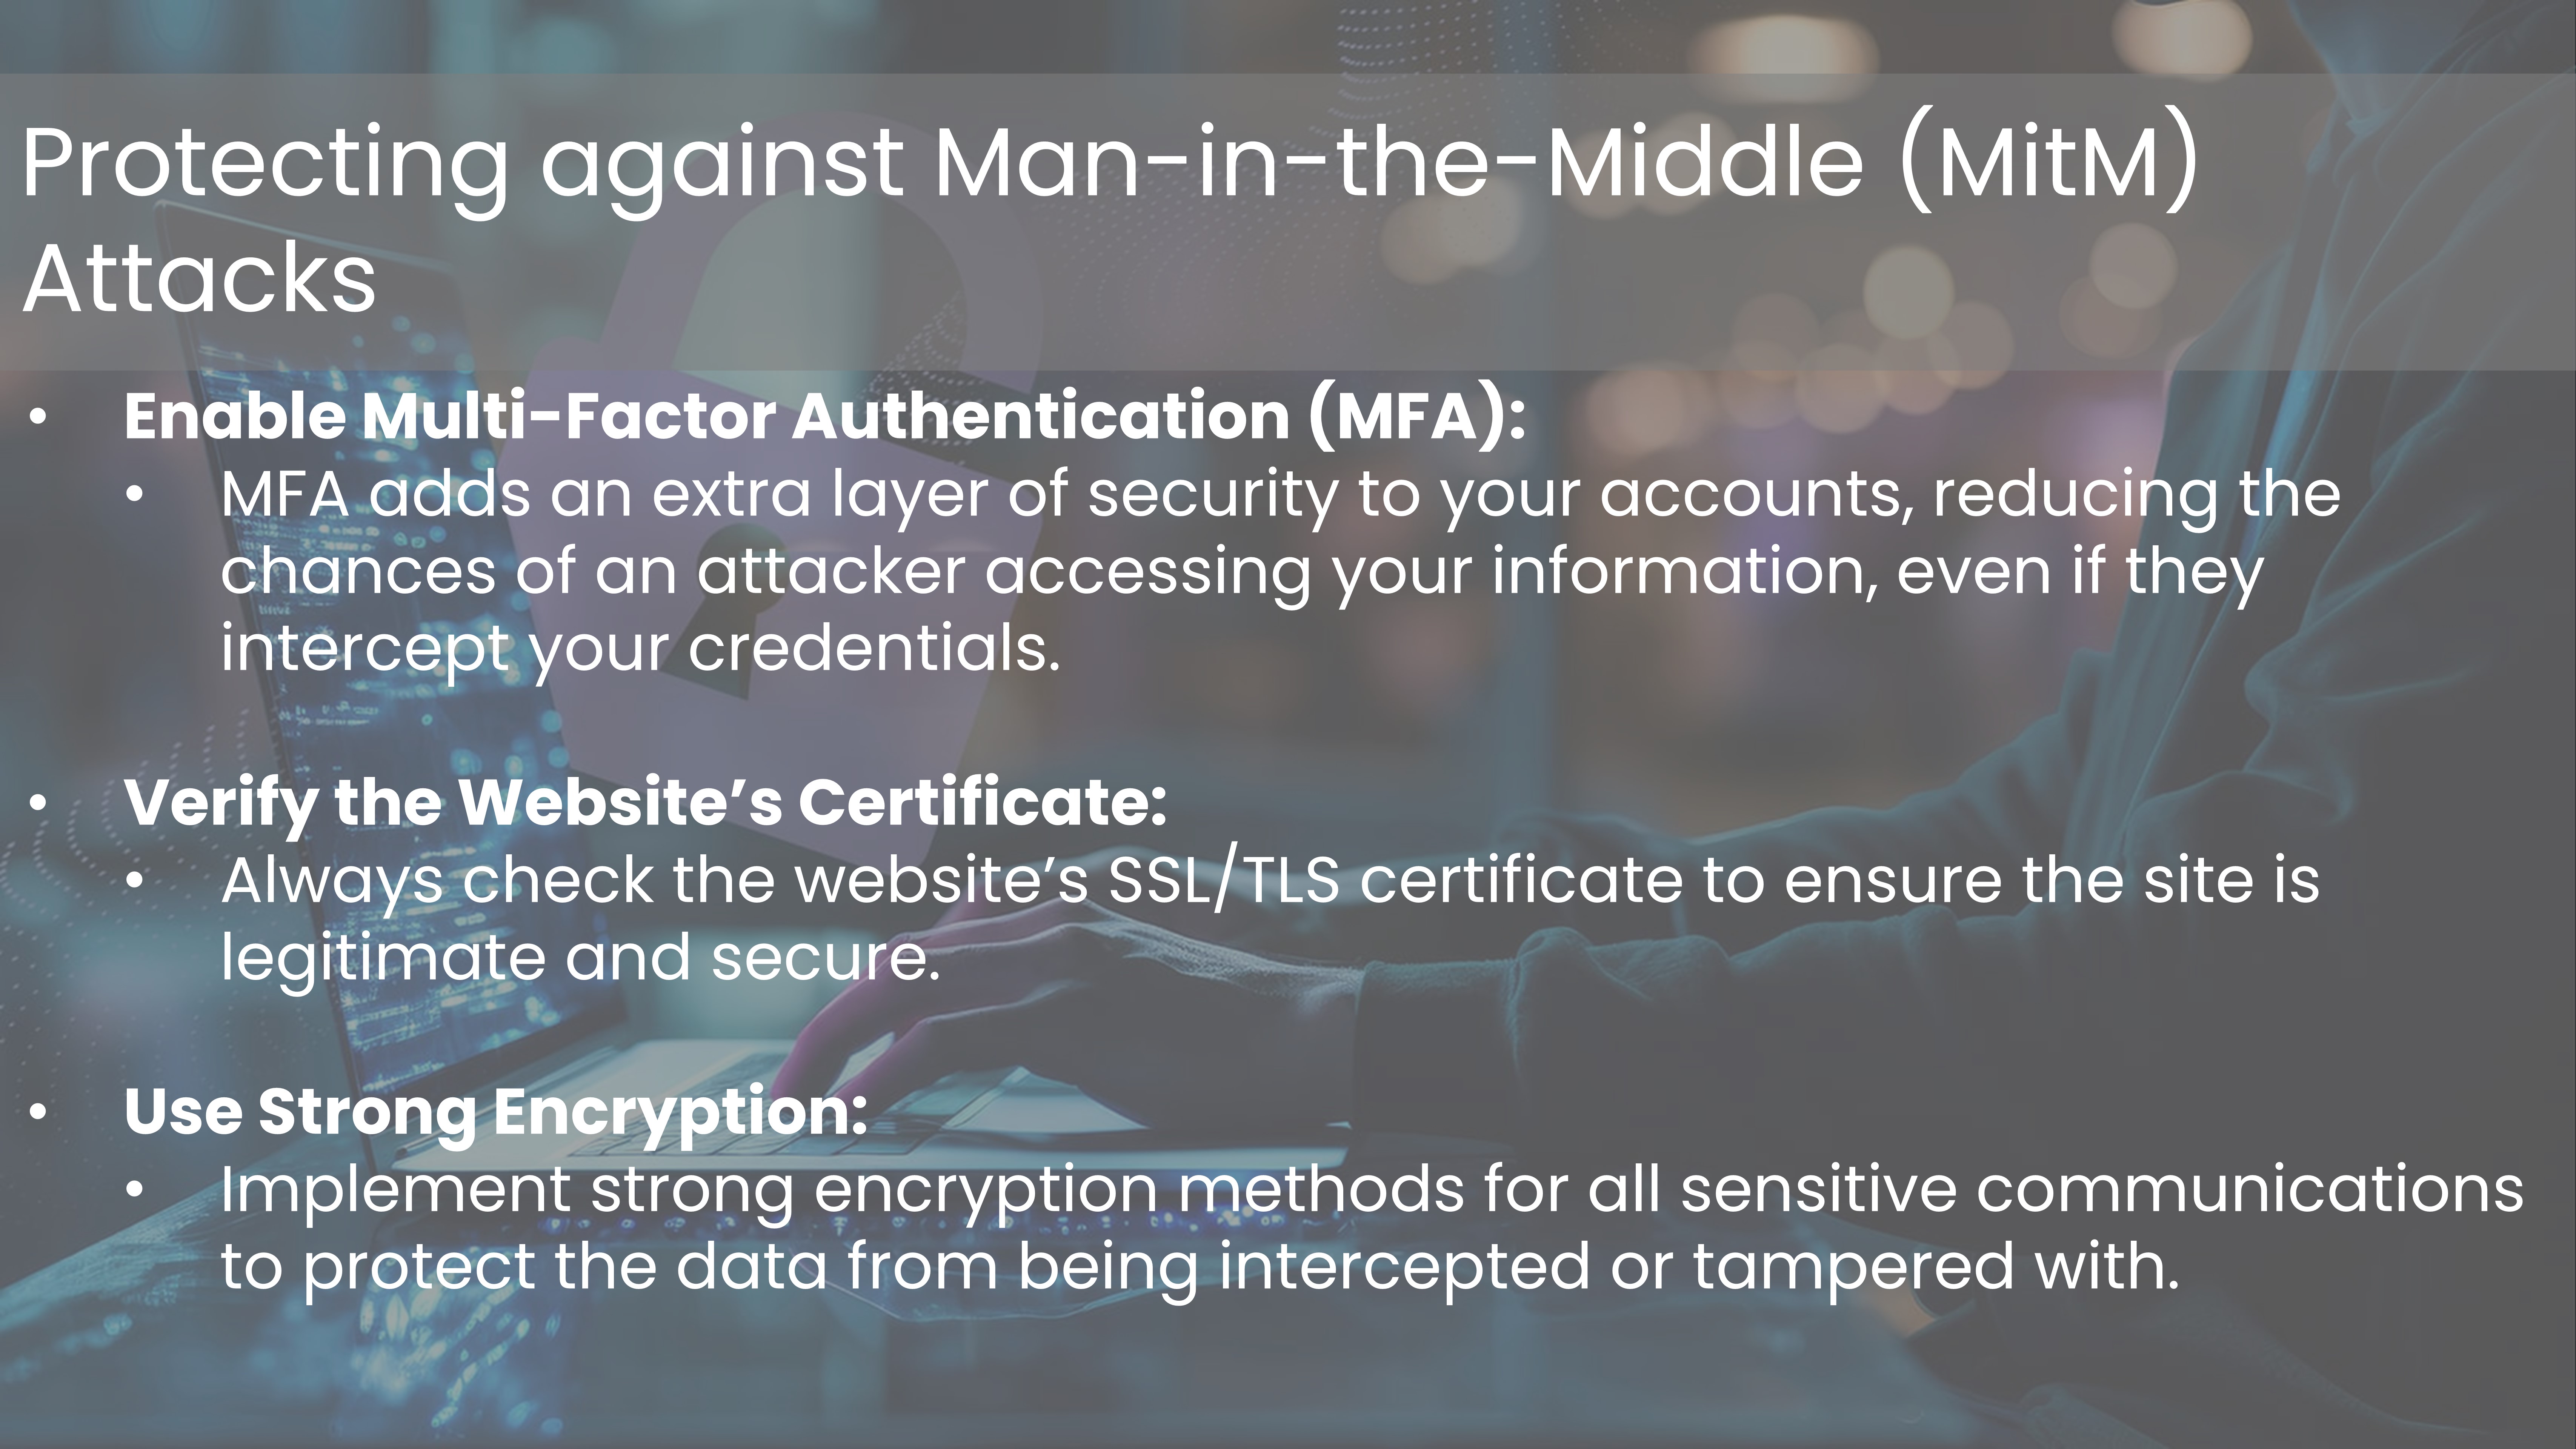 Protecting against Man-in-the-Middle (MitM)
Attacks
• Enable Multi-Factor Authentication (MFA):
• MFA adds an extra layer of security to your accounts, reducing the
chances of an attacker accessing your information, even if they
intercept your credentials.
• Verify the Website’s Certificate:
• Always check the website’s SSL/TLS certificate to ensure the site is
legitimate and secure.
• Use Strong Encryption:
• Implement strong encryption methods for all sensitive communications
to protect the data from being intercepted or tampered with.